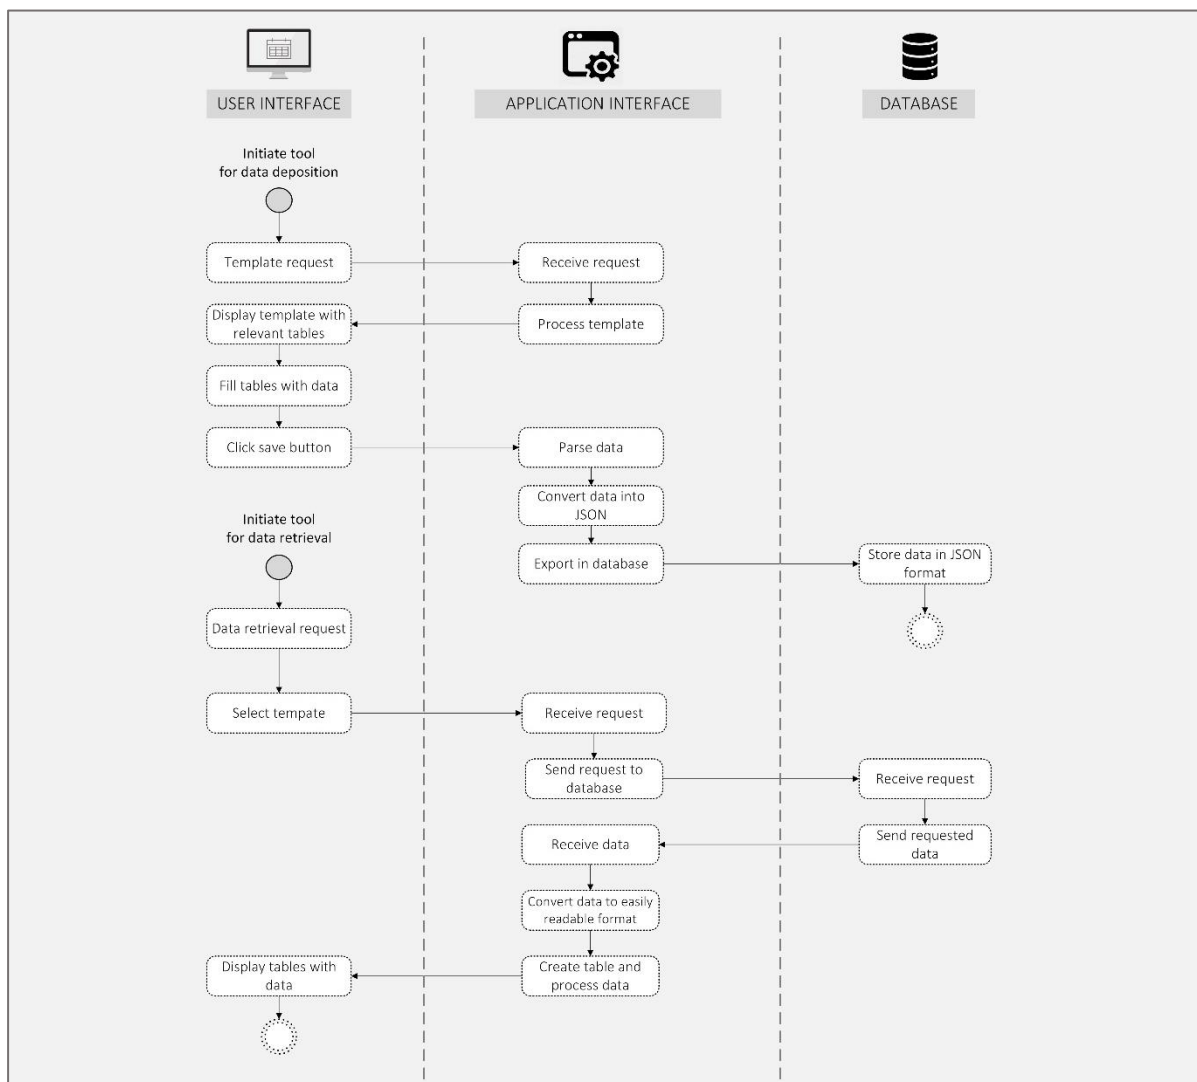 USER INTERFACE
APPLICATION INTERFACE
DATABASE
Initiate tool
for data deposition
Template request
Receive request
Display template with
relevant tables
Process template
Fill tables with data
Click save button
Parse data
Convert data into
JSON
Initiate tool
for data retrieval
Export in database
Store data in JSON
format
Data retrieval request
Select tempate
Receive request
Send request to
database
Receive request
Receive data
Send requested
data
Convert data to easily
readable format
Display tables with
data
Create table and
process data